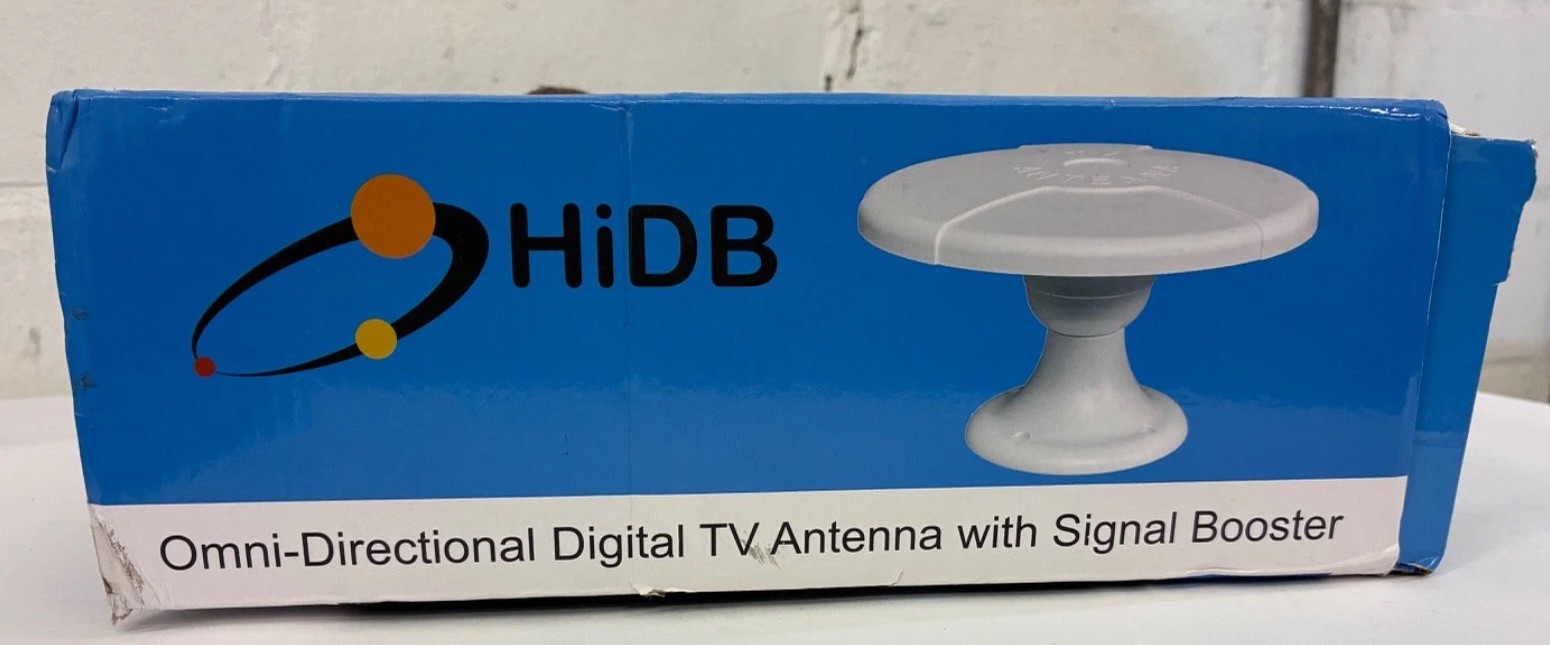 HiDB
Omni-Directional Digital TV Antenna with Signal Booster